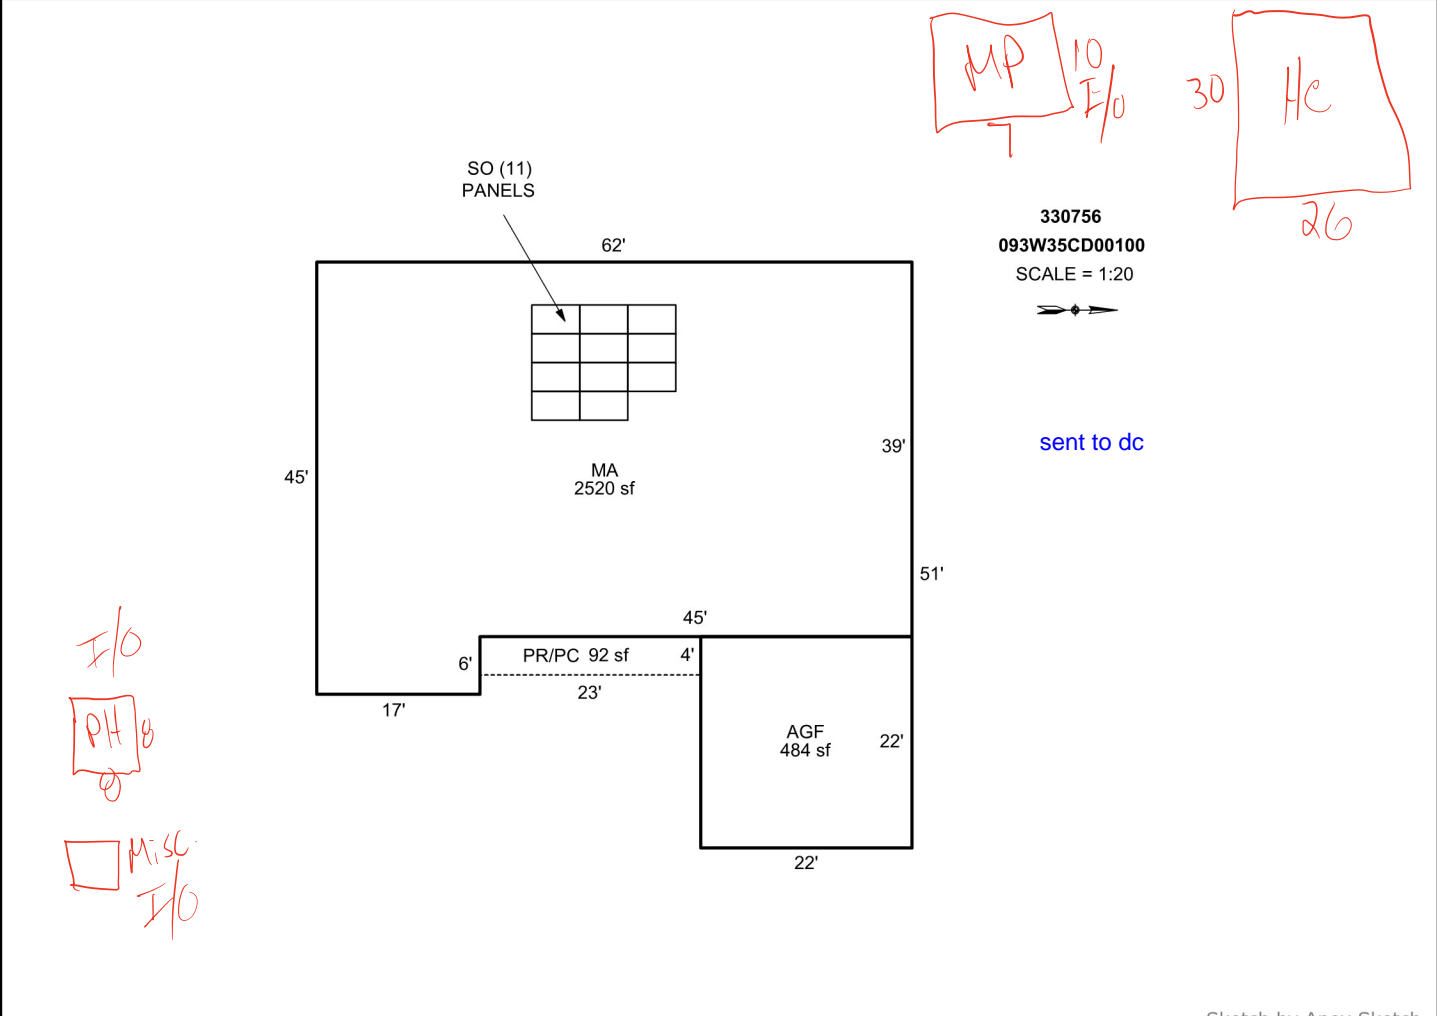 MP
10
I/O
7
30
HC
26
SO (11)
PANELS
330756
093W35CD00100
SCALE = 1:20
62'
39'
sent to dc
45'
MA
2520 sf
51'
45'
I/O
6'
PR/PC 92 sf
4'
23'
17'
PH
8
8
AGF
484 sf
22'
22'
Misc.
I/O